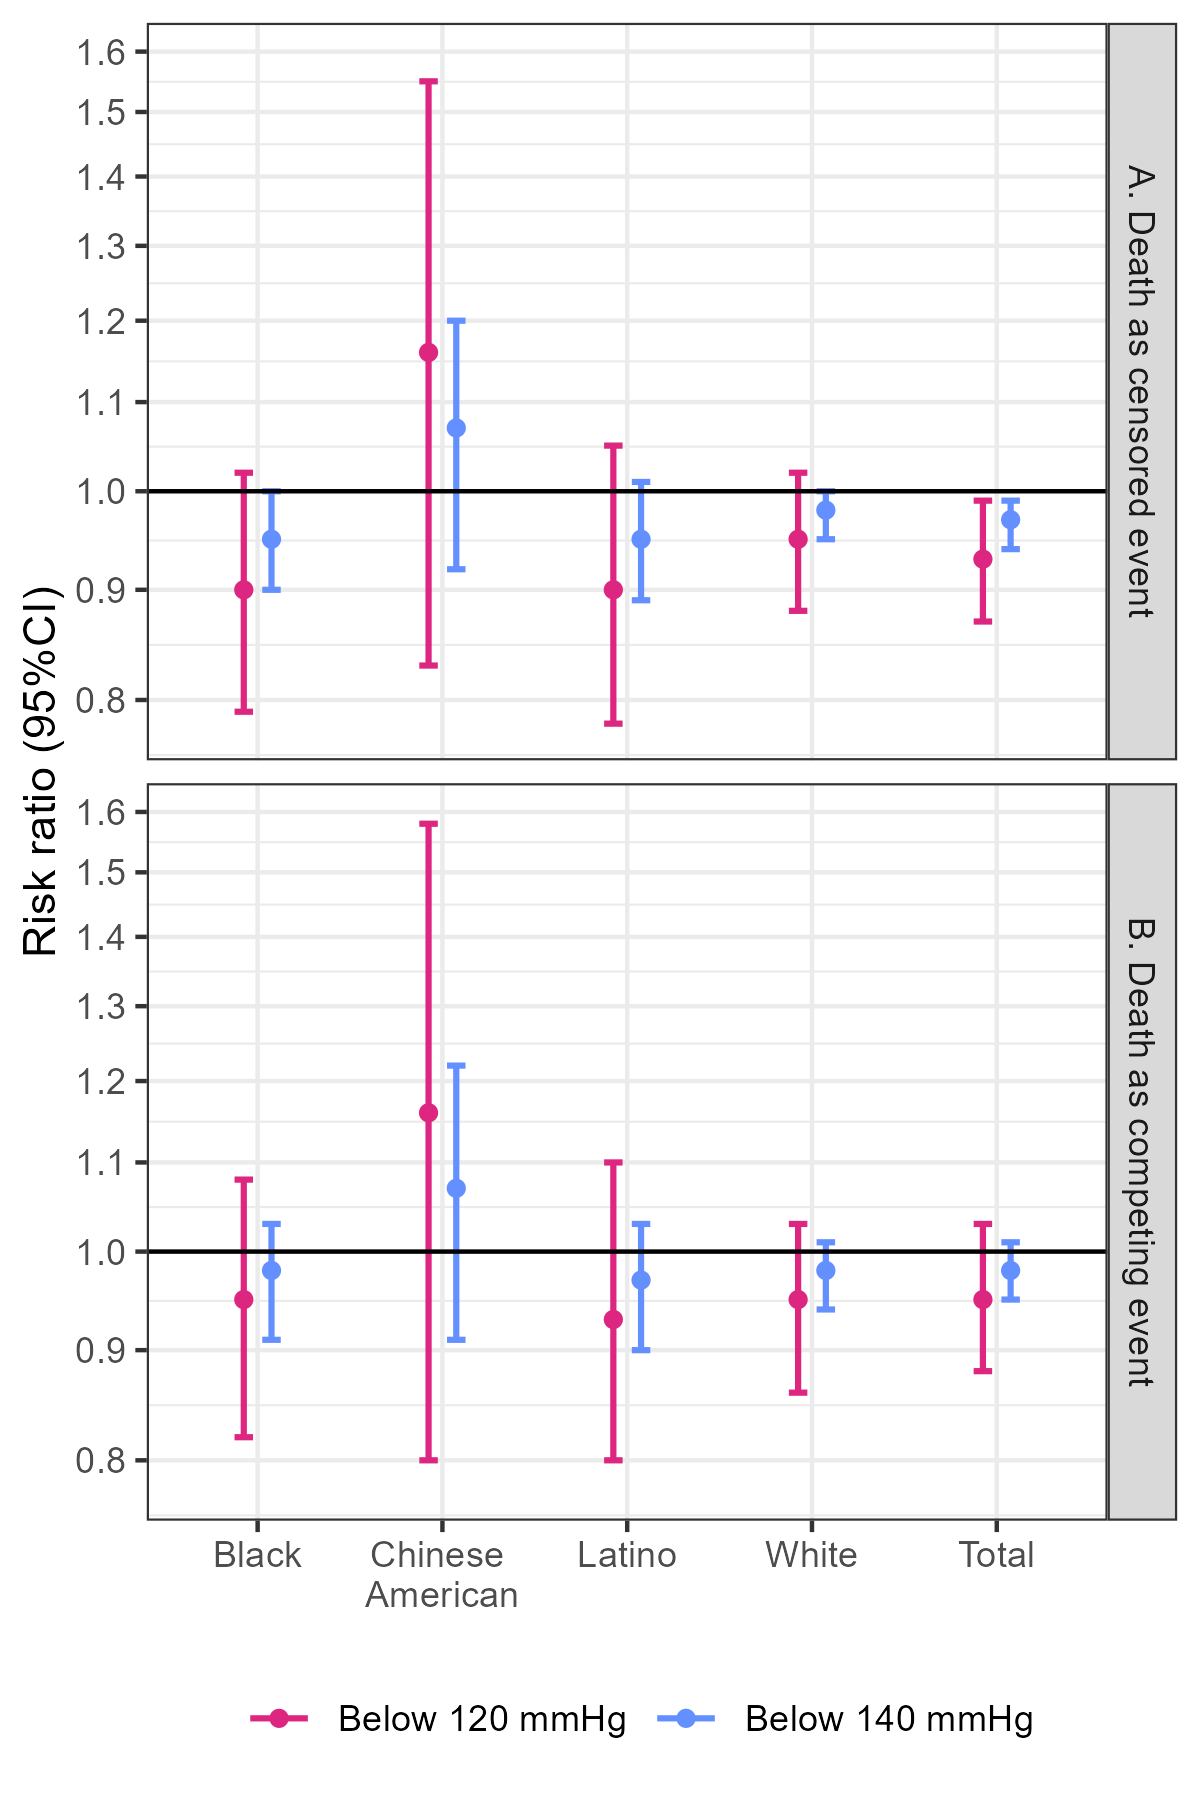 Risk ratio (95%CI)
1.6
1.5
1.4
1.3
1.2
1.1
1.0
0.9
0.8
A. Death as censored event
1.6
1.5
1.4
1.3
1.2
1.1
1.0
0.9
0.8
B. Death as competing event
Black
Chinese
American
Latino
White
Total
Below 120 mmHg
Below 140 mmHg